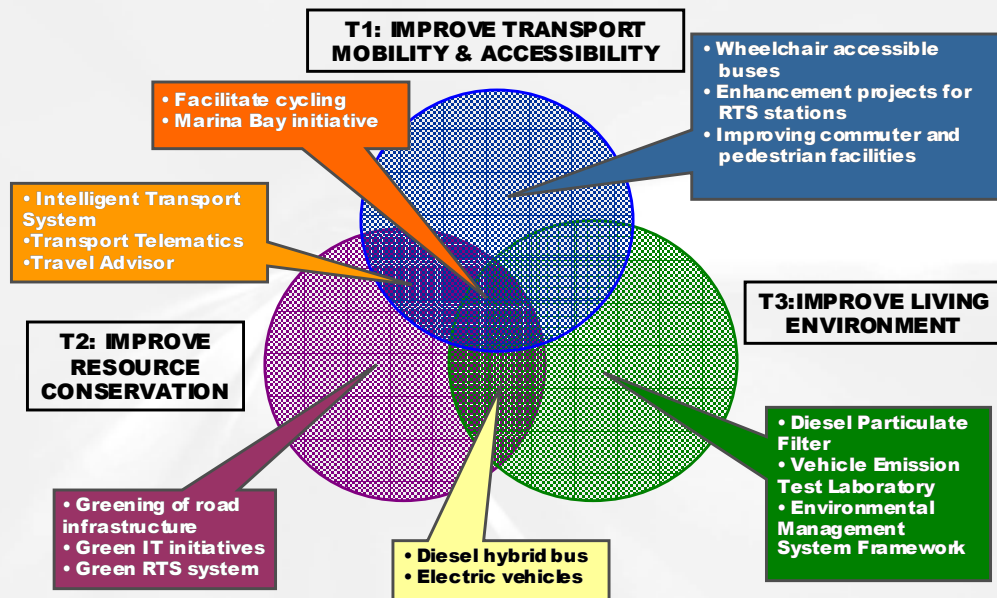 T1: IMPROVE TRANSPORT
MOBILITY & ACCESSIBILITY
• Wheelchair accessible
buses
• Enhancement projects for
RTS stations
• Improving commuter and
pedestrian facilities
• Facilitate cycling
• Marina Bay initiative
• Intelligent Transport
System
•Transport Telematics
•Travel Advisor
T3:IMPROVE LIVING
ENVIRONMENT
T2: IMPROVE
RESOURCE
CONSERVATION
• Diesel Particulate
Filter
• Vehicle Emission
Test Laboratory
• Environmental
Management
System Framework
• Greening of road
infrastructure
• Green IT initiatives
• Green RTS system
• Diesel hybrid bus
• Electric vehicles